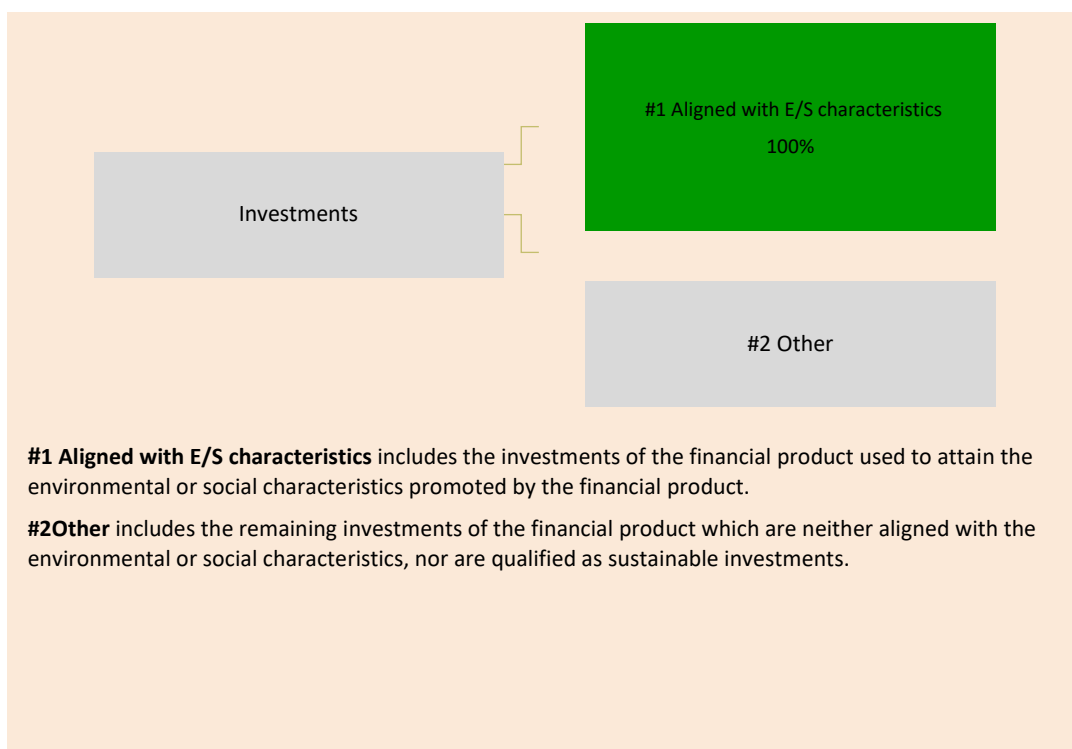 #1 Aligned with E/S characteristics
100%
Investments
#2 Other
#1 Aligned with E/S characteristics includes the investments of the financial product used to attain the
environmental or social characteristics promoted by the financial product.
#2Other includes the remaining investments of the financial product which are neither aligned with the
environmental or social characteristics, nor are qualified as sustainable investments.